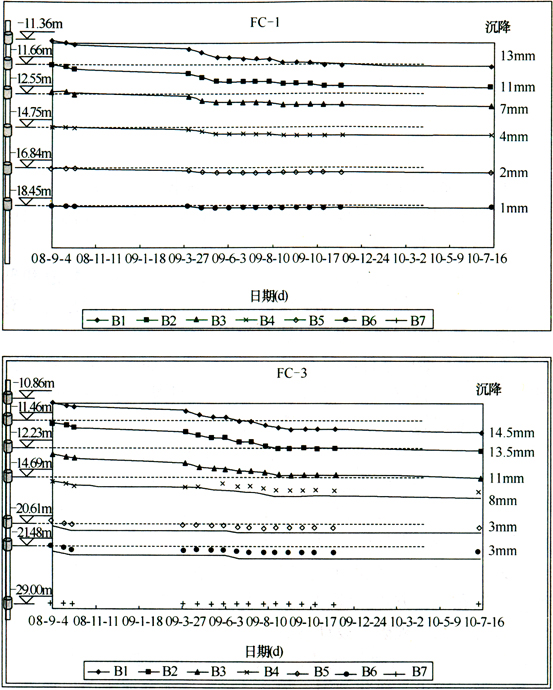 FC-1
-11.36m
沉降
-11.66m
13mm
-12.55m
11mm
7mm
-14.75m
4mm
-16.84m
2mm
-18.45m
1mm
08-9-4 08-11-11 09-1-18 09-3-27 09-6-3 09-8-10 09-10-17 09-12-24 10-3-2 10-5-9 10-7-16
日期(d)
B1 B2 B3 B4 B5 B6 B7
FC-3
-10.86m
沉降
-11.46m
-12.23m
14.5mm
13.5mm
-14.69m
11mm
8mm
-20.61m
3mm
-21.48m
3mm
-29.00m
08-9-4 08-11-11 09-1-18 09-3-27 09-6-3 09-8-10 09-10-17 09-12-24 10-3-2 10-5-9 10-7-16
日期(d)
B1 B2 B3 B4 B5 B6 B7